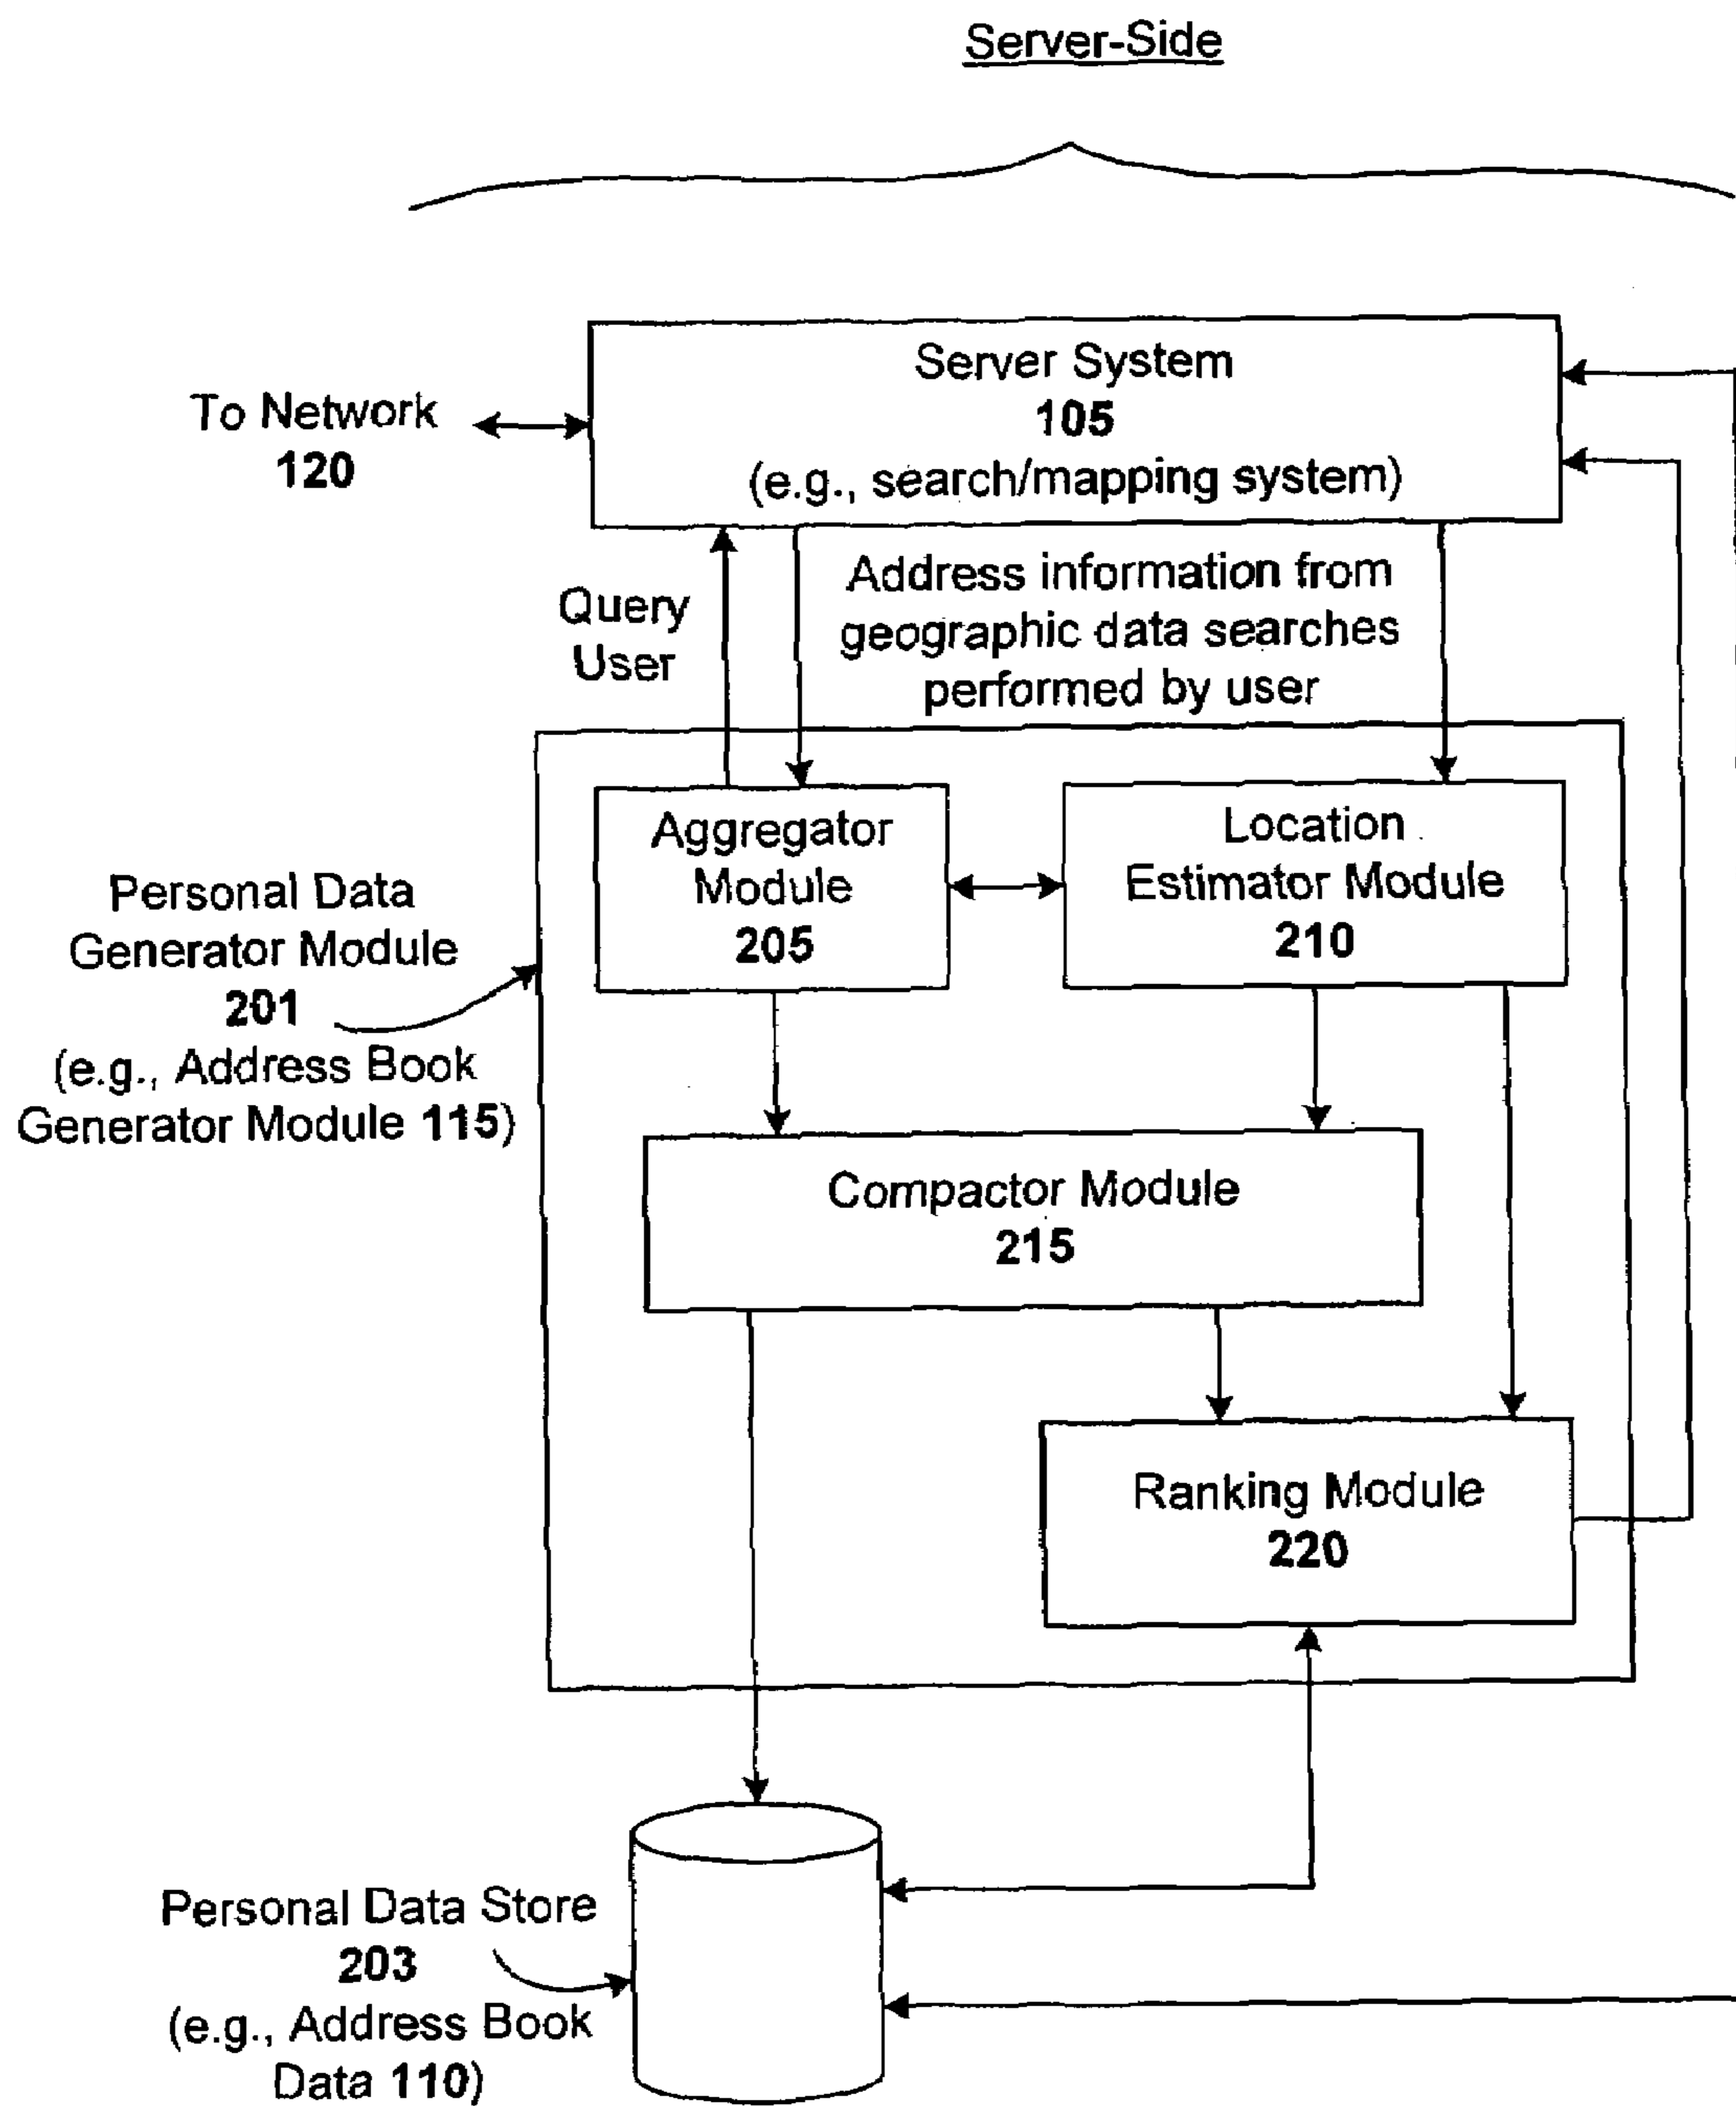 Server-Side
Server System
105
(e.g., search/mapping system)
To Network
120
Query
User
Address information from
geographic data searches
performed by user
Aggregator
Module
205
Location
Estimator Module
210
Personal Data
Generator Module
201
(e.g., Address Book
Generator Module 115)
Compactor Module
215
Ranking Module
220
Personal Data Store
203
(e.g., Address Book
Data 110)